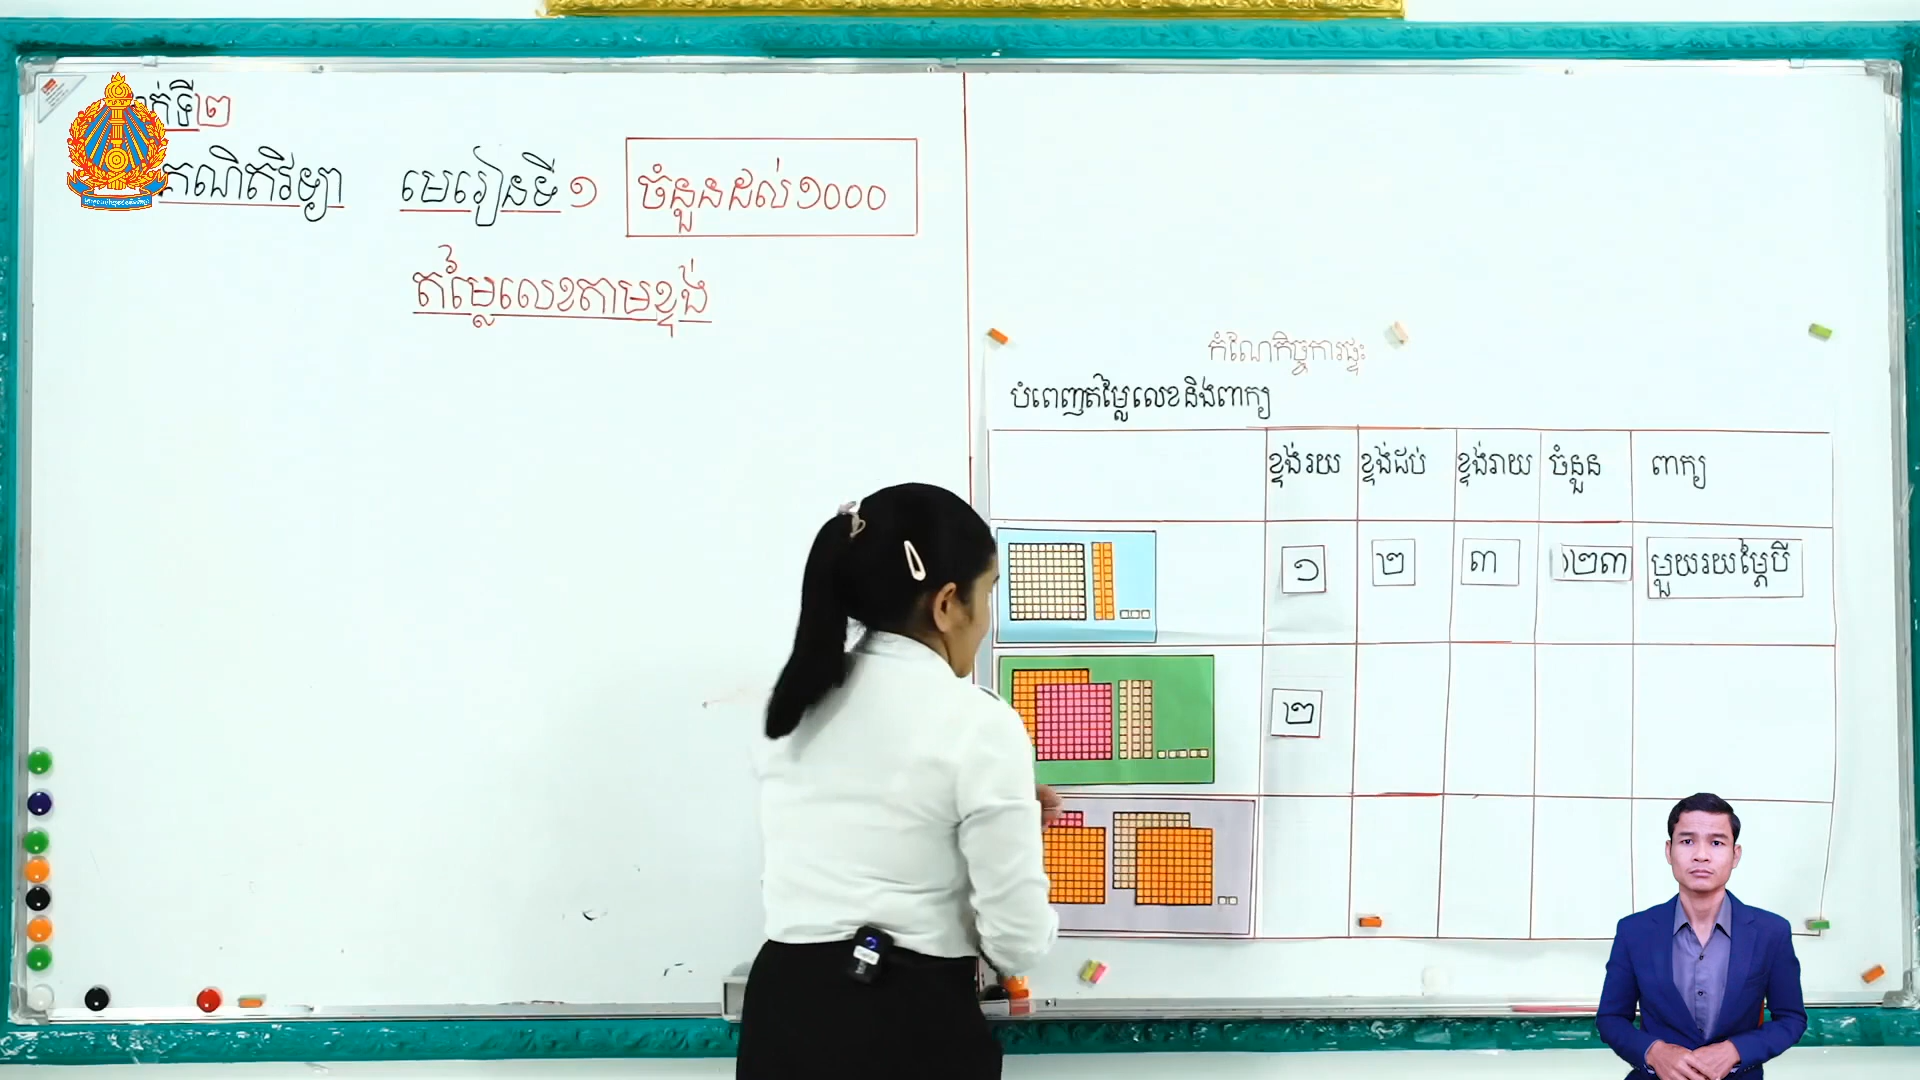 ទី២
គណិតវិទ្យា មេរៀនទី ១ ចំនួនដល់១០០០
តម្លៃលេខតាមខ្ទង់
កំណែកិច្ចការផ្ទះ
បំពេញតម្លៃលេខនិងពាក្យ
ខ្ទង់រយ ខ្ទង់ដប់ ខ្ទង់រាយ ចំនួន ពាក្យ
១ ២ ៣ ១២៣ មួយរយម្ភៃបី
២